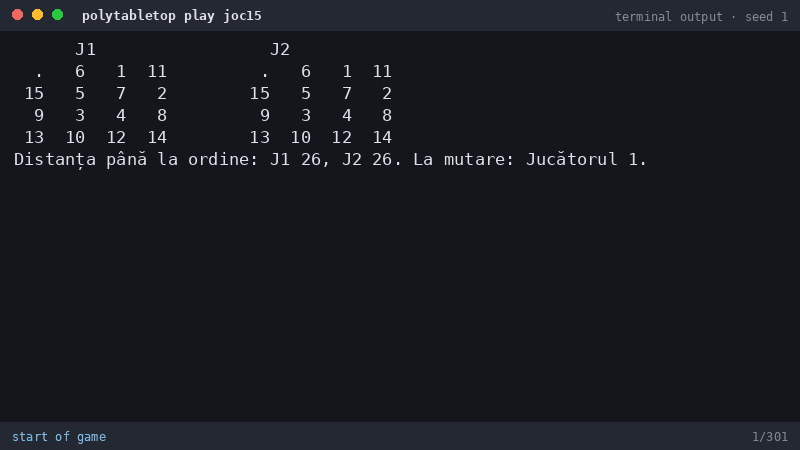 polytabletop play joc15
terminal output · seed 1
J1 J2
. 6 1 11 . 6 1 11
15 5 7 2 15 5 7 2
9 3 4 8 9 3 4 8
13 10 12 14 13 10 12 14
Distanța până la ordine: J1 26, J2 26. La mutare: Jucătorul 1.
start of game
1/301